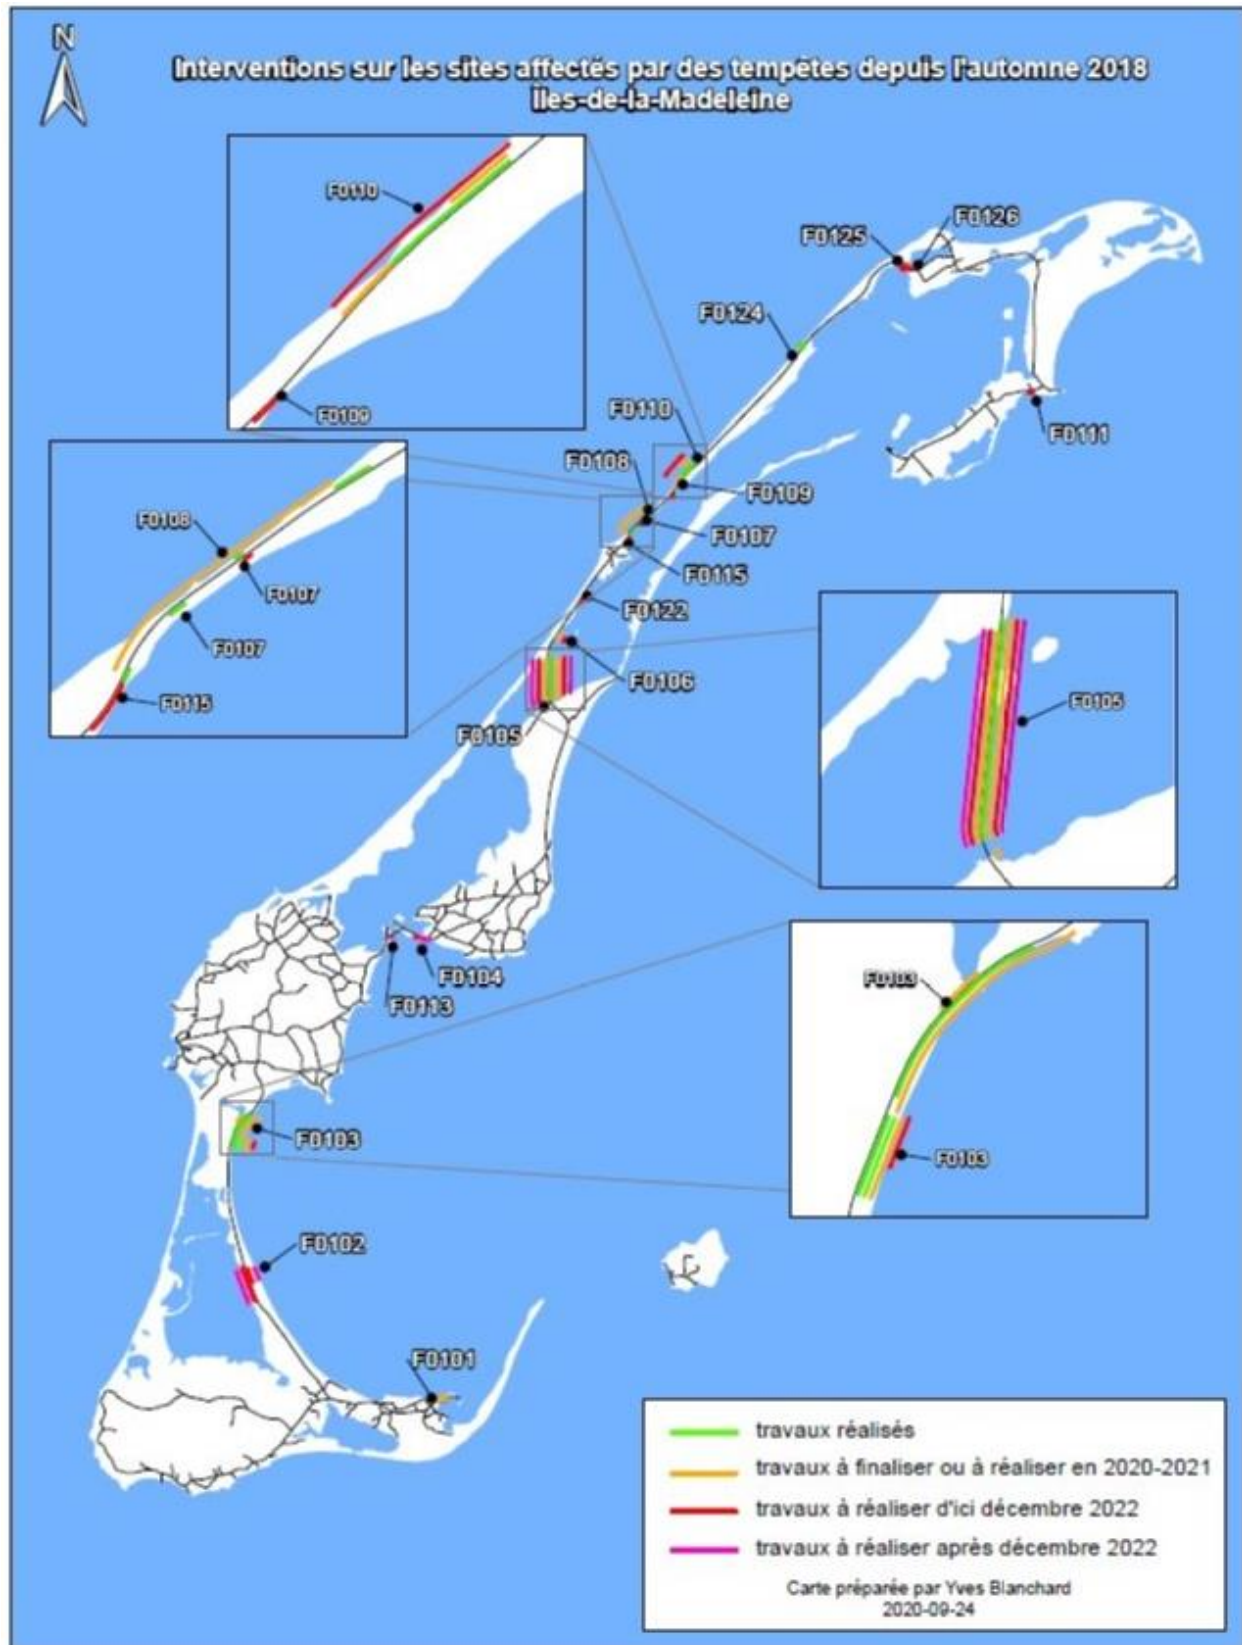 N
Interventions sur les sites affectés par des tempêtes depuis l'automne 2018
Îles-de-la-Madeleine
F0110
F0109
F0126
F0125
F0124
F0111
F0110
F0108
F0109
F0107
F0115
F0122
F0106
F0105
F0108
F0107
F0107
F0115
F0105
F0104
F0113
F0103
F0103
F0103
F0102
F0101
travaux réalisés
travaux à finaliser ou à réaliser en 2020-2021
travaux à réaliser d'ici décembre 2022
travaux à réaliser après décembre 2022
Carte préparée par Yves Blanchard
2020-09-24